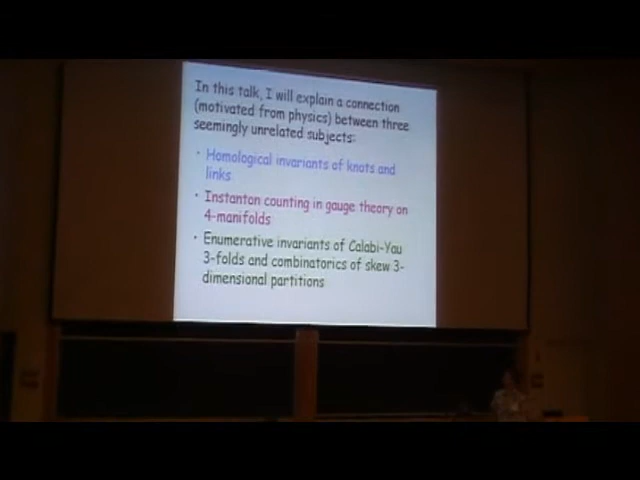 In this talk, I will explain a connection
(motivated from physics) between three
seemingly unrelated subjects:
• Homological invariants of knots and
links
• Instanton counting in gauge theory on
4-manifolds
• Enumerative invariants of Calabi-Yau
3-folds and combinatorics of skew 3-
dimensional partitions